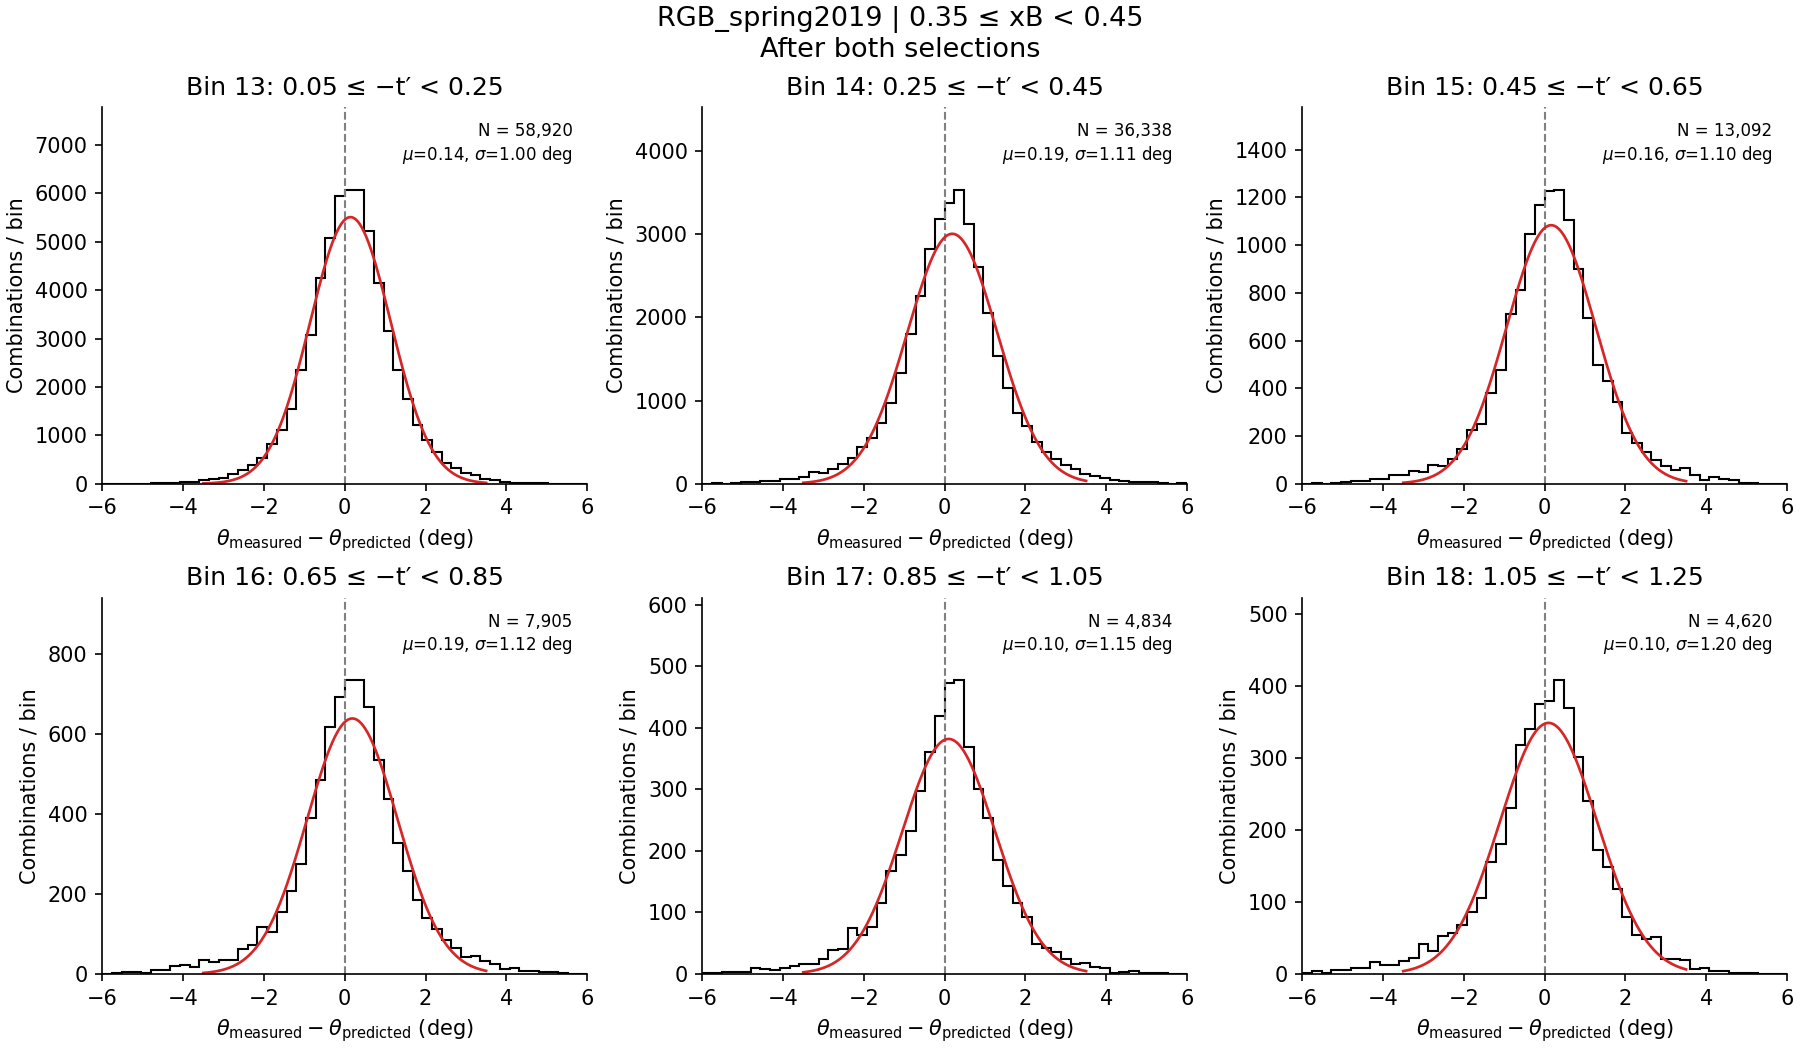 RGB_spring2019 | 0.35 ≤ xB < 0.45
After both selections
Bin 13: 0.05 ≤ −t′ < 0.25
N = 58,920
μ=0.14, σ=1.00 deg
Combinations / bin
7000
6000
5000
4000
3000
2000
1000
0
−6 −4 −2 0 2 4 6
θmeasured − θpredicted (deg)
Bin 14: 0.25 ≤ −t′ < 0.45
N = 36,338
μ=0.19, σ=1.11 deg
Combinations / bin
4000
3000
2000
1000
0
−6 −4 −2 0 2 4 6
θmeasured − θpredicted (deg)
Bin 15: 0.45 ≤ −t′ < 0.65
N = 13,092
μ=0.16, σ=1.10 deg
Combinations / bin
1400
1200
1000
800
600
400
200
0
−6 −4 −2 0 2 4 6
θmeasured − θpredicted (deg)
Bin 16: 0.65 ≤ −t′ < 0.85
N = 7,905
μ=0.19, σ=1.12 deg
Combinations / bin
800
600
400
200
0
−6 −4 −2 0 2 4 6
θmeasured − θpredicted (deg)
Bin 17: 0.85 ≤ −t′ < 1.05
N = 4,834
μ=0.10, σ=1.15 deg
Combinations / bin
600
500
400
300
200
100
0
−6 −4 −2 0 2 4 6
θmeasured − θpredicted (deg)
Bin 18: 1.05 ≤ −t′ < 1.25
N = 4,620
μ=0.10, σ=1.20 deg
Combinations / bin
500
400
300
200
100
0
−6 −4 −2 0 2 4 6
θmeasured − θpredicted (deg)